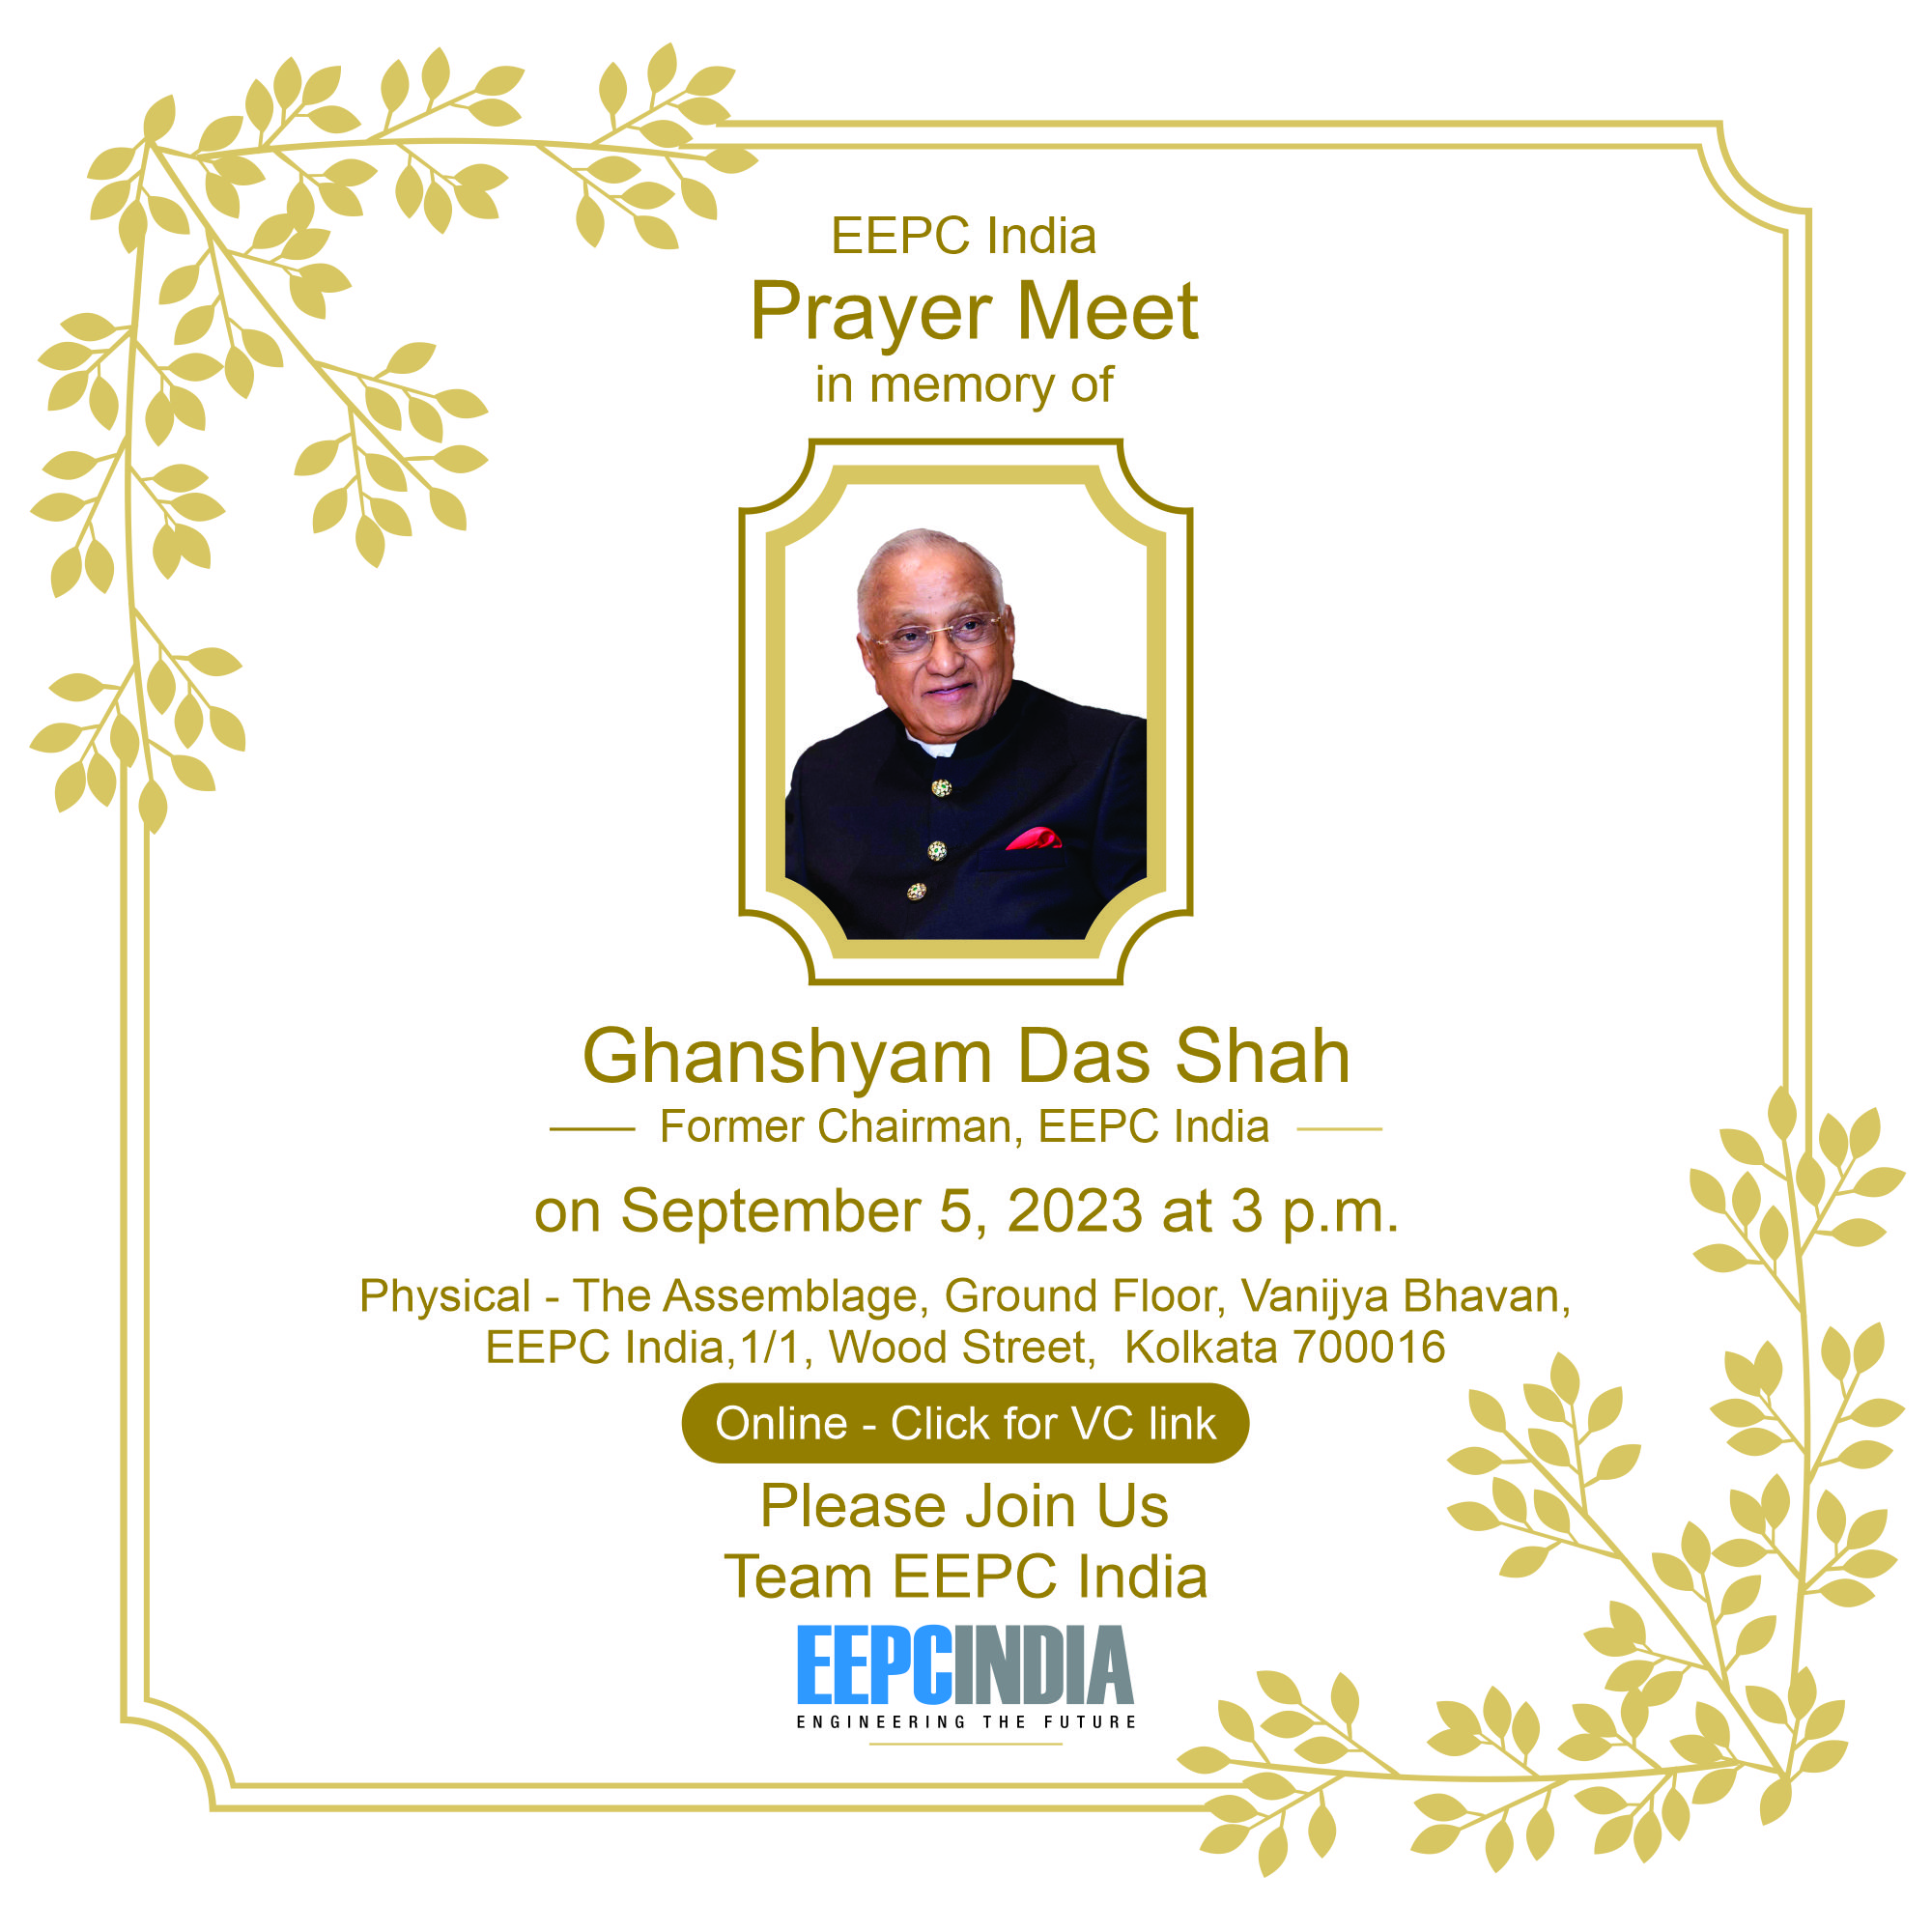 EEPC India
Prayer Meet
in memory of
Ghanshyam Das Shah
Former Chairman, EEPC India
on September 5, 2023 at 3 p.m.
Physical - The Assemblage, Ground Floor, Vanijya Bhavan,
EEPC India,1/1, Wood Street,  Kolkata 700016
Online - Click for VC link
Please Join Us
Team EEPC India
EEPCINDIA
ENGINEERING THE FUTURE